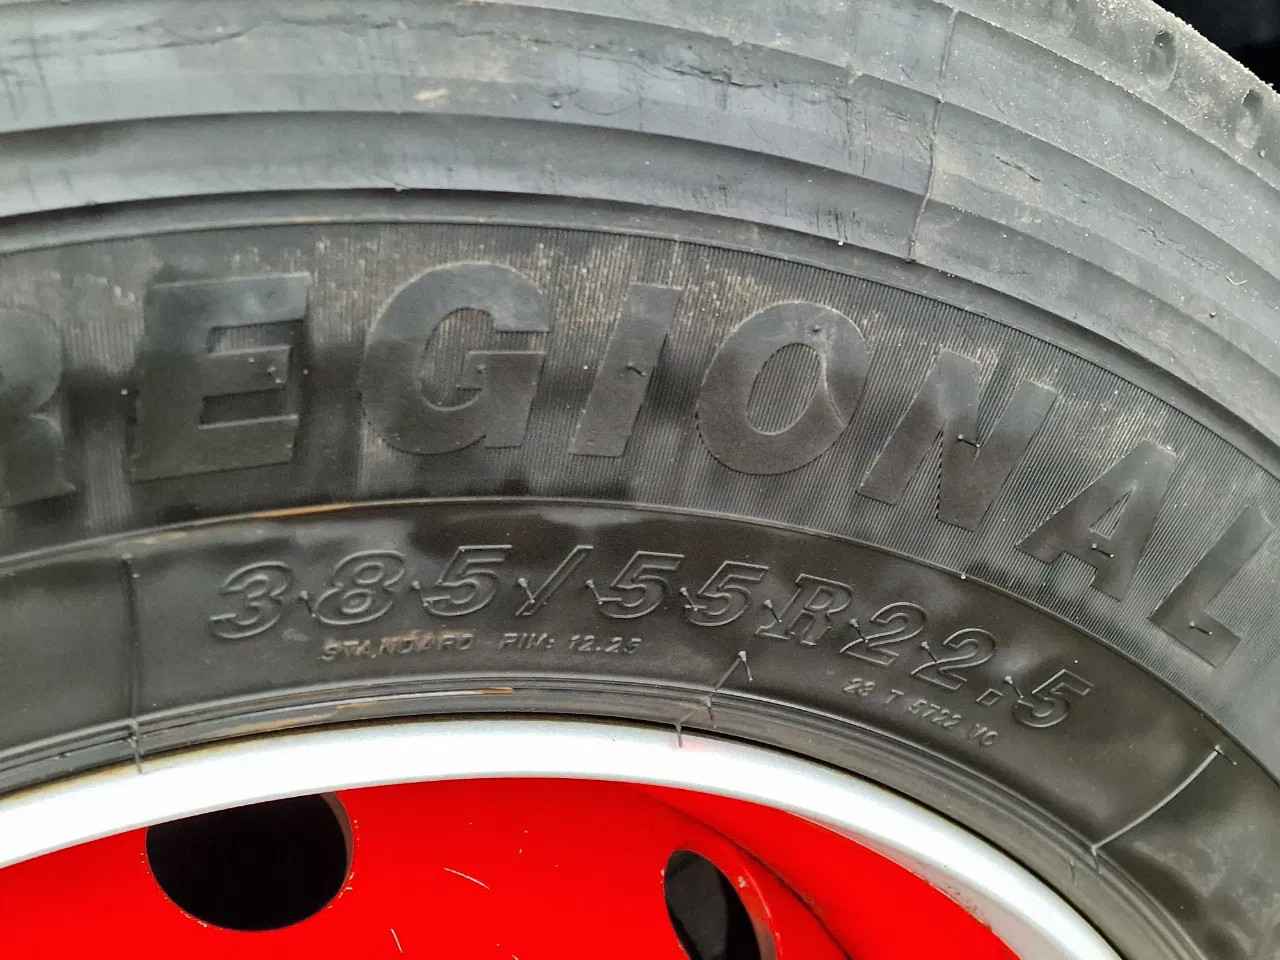 REGIONAL
385/55R22.5
STANDARD RIM: 12.25
23 T 5722 VC